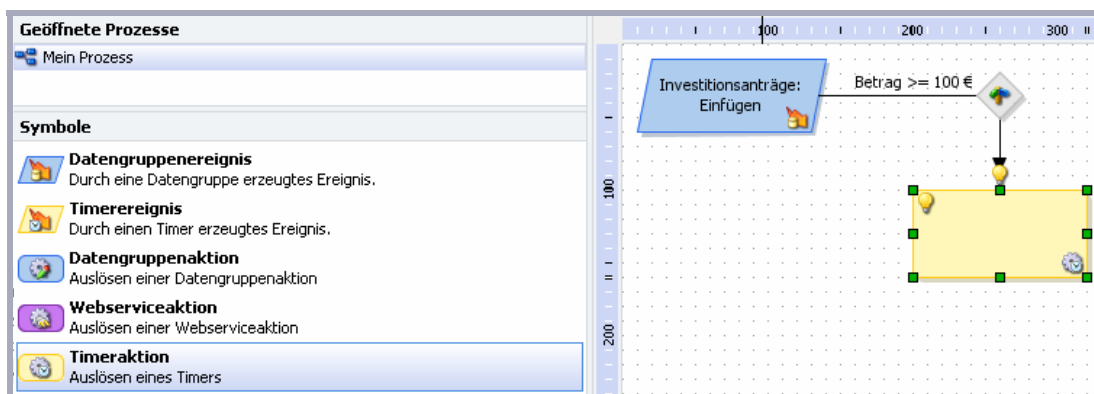 Geöffnete Prozesse
Mein Prozess
Symbole
Datengruppenereignis
Durch eine Datengruppe erzeugtes Ereignis.
Timerereignis
Durch einen Timer erzeugtes Ereignis.
Datengruppenaktion
Auslösen einer Datengruppenaktion
Webserviceaktion
Auslösen einer Webserviceaktion
Timeraktion
Auslösen eines Timers
100
200
300
100
200
Investitionsanträge:
Einfügen
Betrag >= 100 €